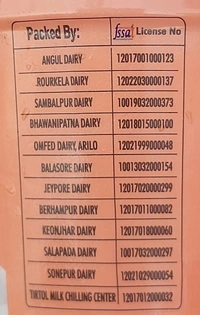 Packed By: fssai License No
ANGUL DAIRY 12017001000123
ROURKELA DAIRY 12022030000137
SAMBALPUR DAIRY 10019032000373
BHAWANIPATNA DAIRY 12018015000100
OMFED DAIRY, ARILO 12021999000048
BALASORE DAIRY 10013032000154
JEYPORE DAIRY 12017020000299
BERHAMPUR DAIRY 12017011000082
KEONJHAR DAIRY 12017018000060
SALAPADA DAIRY 10017032000297
SONEPUR DAIRY 12021029000054
TIKTOL MILK CHILLING CENTER 12017012000032